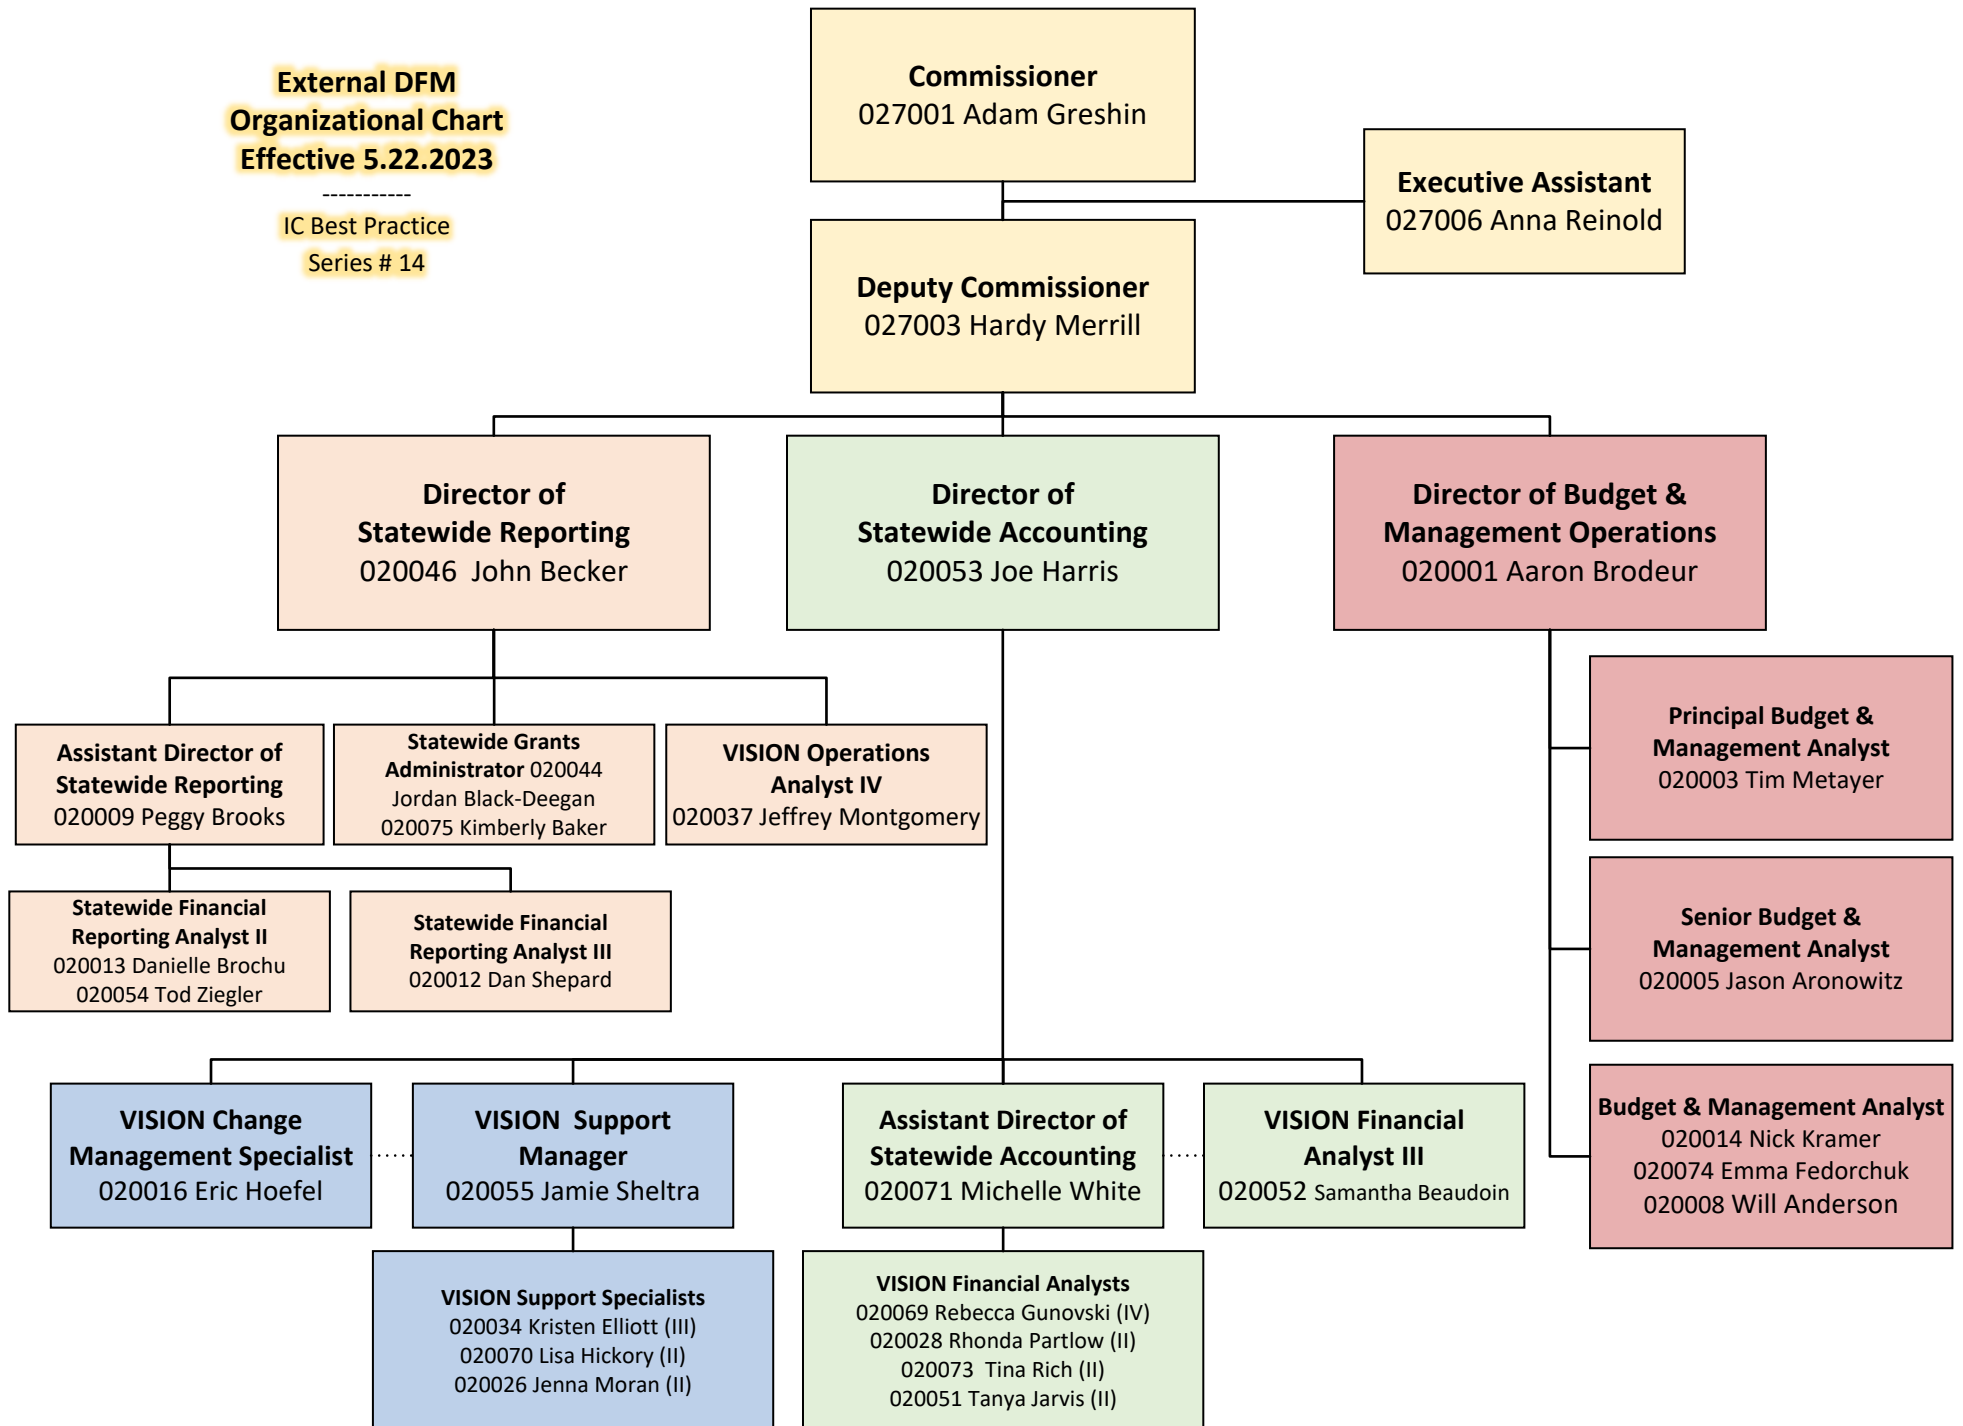 External DFM
Organizational Chart
Effective 5.22.2023
-----------
IC Best Practice
Series # 14
Commissioner
027001 Adam Greshin
Executive Assistant
027006 Anna Reinold
Deputy Commissioner
027003 Hardy Merrill
Director of
Statewide Reporting
020046  John Becker
Director of
Statewide Accounting
020053 Joe Harris
Director of Budget &
Management Operations
020001 Aaron Brodeur
Assistant Director of
Statewide Reporting
020009 Peggy Brooks
Statewide Grants
Administrator 020044
Jordan Black-Deegan
020075 Kimberly Baker
VISION Operations
Analyst IV
020037 Jeffrey Montgomery
Principal Budget &
Management Analyst
020003 Tim Metayer
Statewide Financial
Reporting Analyst II
020013 Danielle Brochu
020054 Tod Ziegler
Statewide Financial
Reporting Analyst III
020012 Dan Shepard
Senior Budget &
Management Analyst
020005 Jason Aronowitz
VISION Change
Management Specialist
020016 Eric Hoefel
VISION  Support
Manager
020055 Jamie Sheltra
Assistant Director of
Statewide Accounting
020071 Michelle White
VISION Financial
Analyst III
020052 Samantha Beaudoin
Budget & Management Analyst
020014 Nick Kramer
020074 Emma Fedorchuk
020008 Will Anderson
VISION Support Specialists
020034 Kristen Elliott (III)
020070 Lisa Hickory (II)
020026 Jenna Moran (II)
VISION Financial Analysts
020069 Rebecca Gunovski (IV)
020028 Rhonda Partlow (II)
020073  Tina Rich (II)
020051 Tanya Jarvis (II)